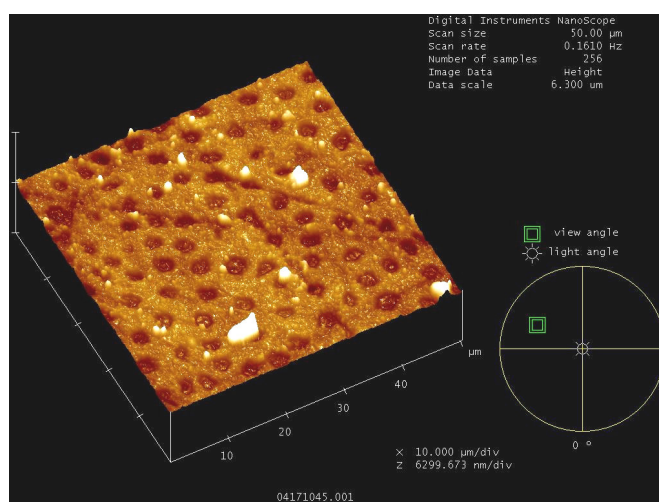 Digital Instruments NanoScope
Scan size 50.00 µm
Scan rate 0.1610 Hz
Number of samples 256
Image Data Height
Data scale 6.300 um
view angle
light angle
µm
40
30
20
10
X 10.000 µm/div
Z 6299.673 nm/div
0 °
04171045.001